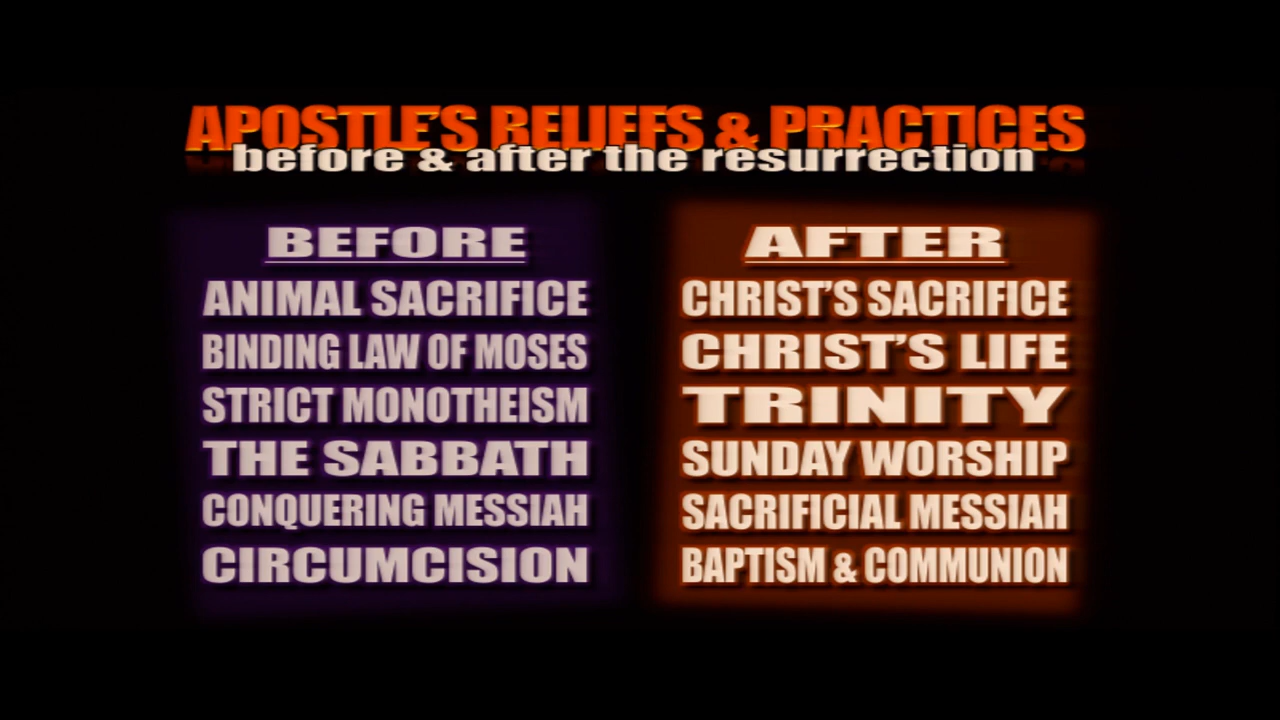 APOSTLE'S BELIEFS & PRACTICES
before & after the resurrection
BEFORE
ANIMAL SACRIFICE
BINDING LAW OF MOSES
STRICT MONOTHEISM
THE SABBATH
CONQUERING MESSIAH
CIRCUMCISION
AFTER
CHRIST'S SACRIFICE
CHRIST'S LIFE
TRINITY
SUNDAY WORSHIP
SACRIFICIAL MESSIAH
BAPTISM & COMMUNION